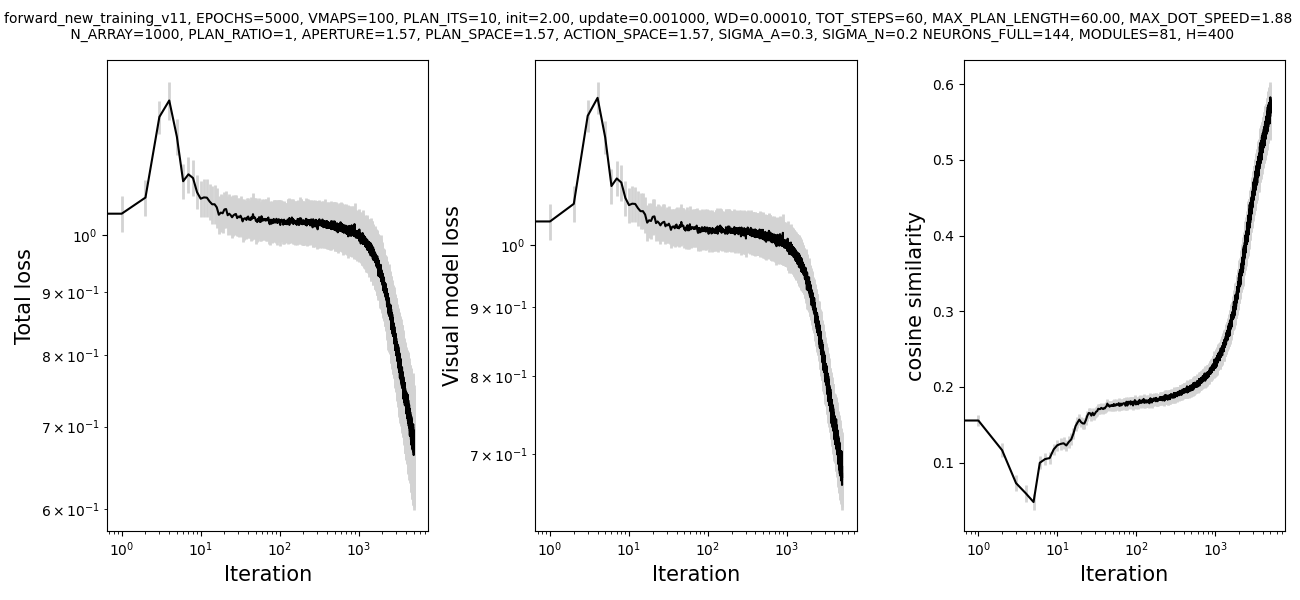 forward_new_training_v11, EPOCHS=5000, VMAPS=100, PLAN_ITS=10, init=2.00, update=0.001000, WD=0.00010, TOT_STEPS=60, MAX_PLAN_LENGTH=60.00, MAX_DOT_SPEED=1.88
N_ARRAY=1000, PLAN_RATIO=1, APERTURE=1.57, PLAN_SPACE=1.57, ACTION_SPACE=1.57, SIGMA_A=0.3, SIGMA_N=0.2 NEURONS_FULL=144, MODULES=81, H=400
Total loss
10⁰
9 × 10⁻¹
8 × 10⁻¹
7 × 10⁻¹
6 × 10⁻¹
10⁰ 10¹ 10² 10³
Iteration
Visual model loss
10⁰
9 × 10⁻¹
8 × 10⁻¹
7 × 10⁻¹
10⁰ 10¹ 10² 10³
Iteration
cosine similarity
0.6
0.5
0.4
0.3
0.2
0.1
10⁰ 10¹ 10² 10³
Iteration